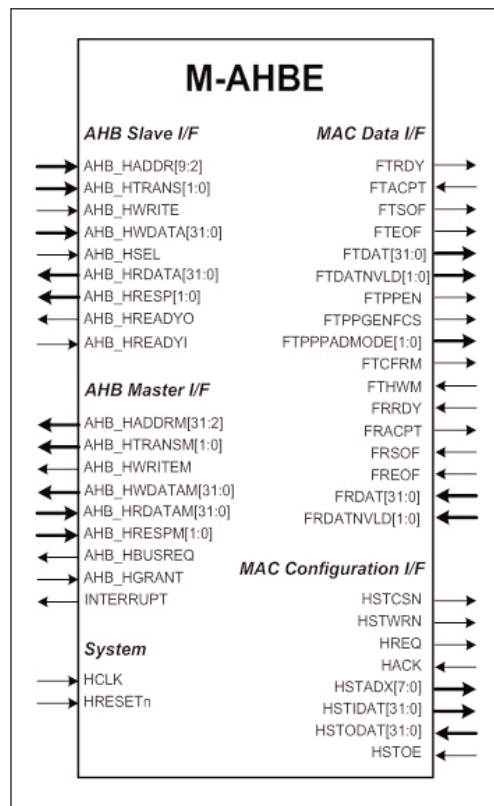 M-AHBE
AHB Slave I/F
AHB_HADDR[9:2]
AHB_HTRANS[1:0]
AHB_HWRITE
AHB_HWDATA[31:0]
AHB_HSEL
AHB_HRDATA[31:0]
AHB_HRESP[1:0]
AHB_HREADYO
AHB_HREADYI
AHB Master I/F
AHB_HADDRM[31:2]
AHB_HTRANSM[1:0]
AHB_HWRITEM
AHB_HWDATAM[31:0]
AHB_HRDATAM[31:0]
AHB_HRESPM[1:0]
AHB_HBUSREQ
AHB_HGRANT
INTERRUPT
System
HCLK
HRESETn
MAC Data I/F
FTRDY
FTACPT
FTSOF
FTEOF
FTDAT[31:0]
FTDATNVLD[1:0]
FTPPEN
FTPPGENFCS
FTPPPADMODE[1:0]
FTCFRM
FTHWM
FRRDY
FRACPT
FRSOF
FREOF
FRDAT[31:0]
FRDATNVLD[1:0]
MAC Configuration I/F
HSTCSN
HSTWRN
HREQ
HACK
HSTADX[7:0]
HSTIDAT[31:0]
HSTODAT[31:0]
HSTOE